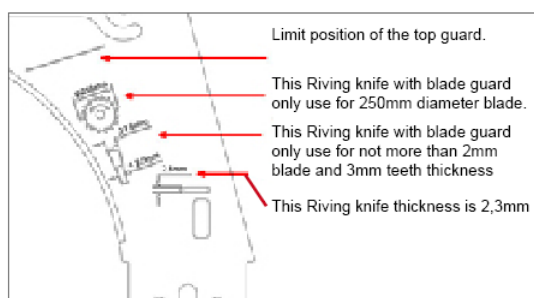 Limit position of the top guard.
This Riving knife with blade guard
only use for 250mm diameter blade.
This Riving knife with blade guard
only use for not more than 2mm
blade and 3mm teeth thickness
This Riving knife thickness is 2,3mm